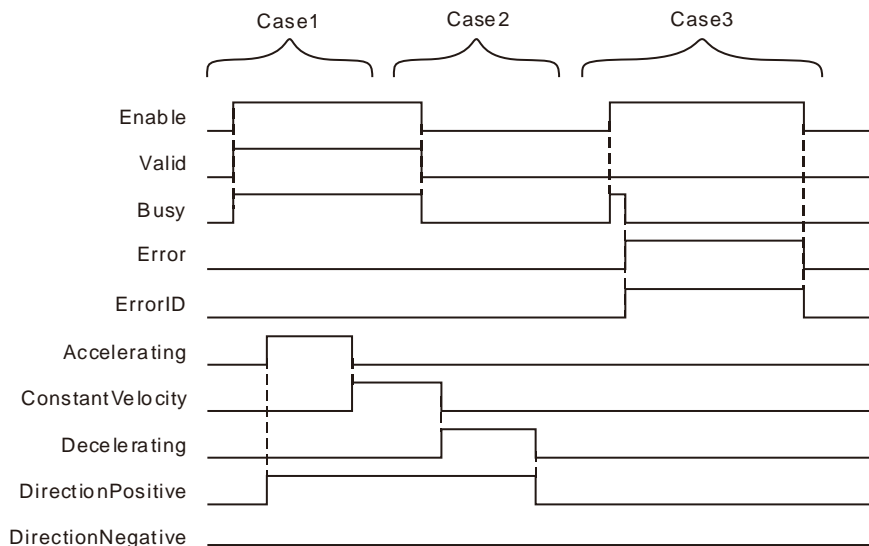 Case1 Case2 Case3
Enable
Valid
Busy
Error
ErrorID
Accelerating
ConstantVelocity
Decelerating
DirectionPositive
DirectionNegative